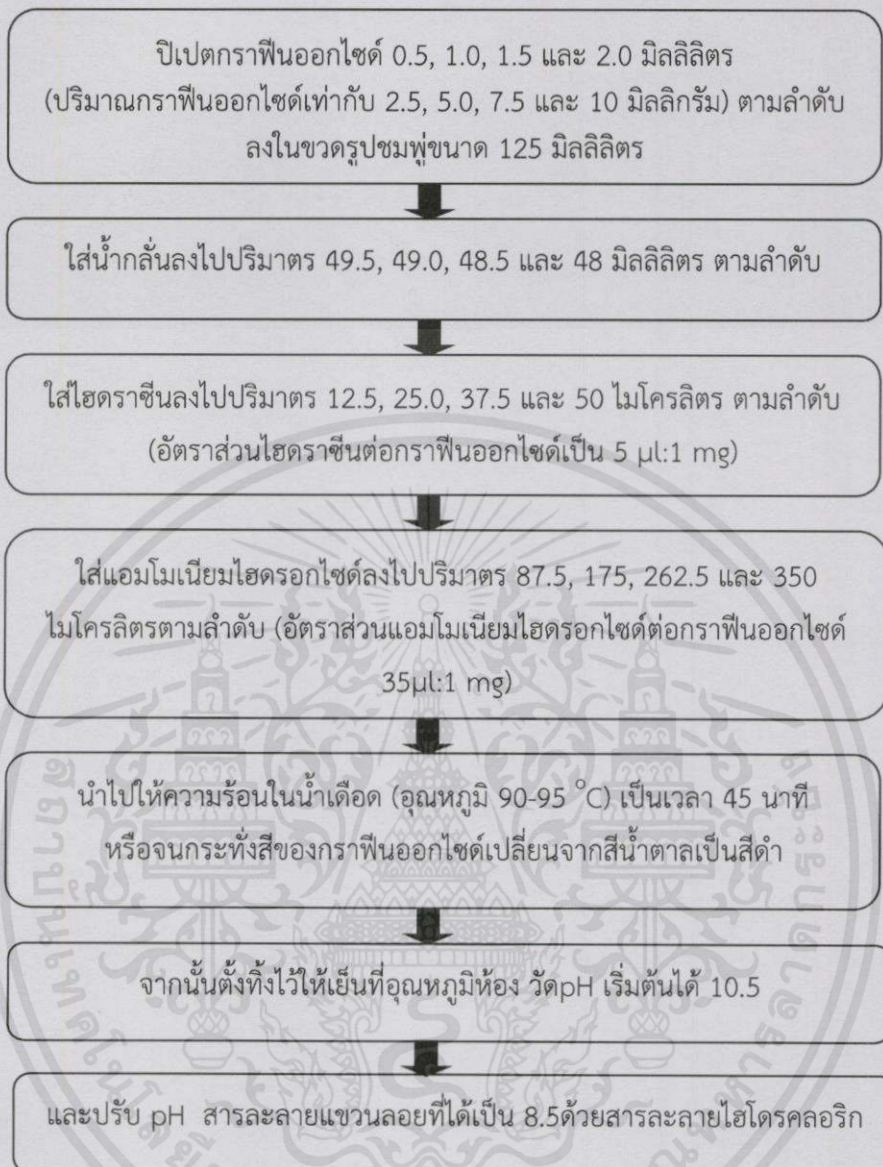 ปิเปตกราฟีนออกไซด์ 0.5, 1.0, 1.5 และ 2.0 มิลลิลิตร
(ปริมาณกราฟีนออกไซด์เท่ากับ 2.5, 5.0, 7.5 และ 10 มิลลิกรัม) ตามลำดับ
ลงในขวดรูปชมพู่ขนาด 125 มิลลิลิตร
ใส่น้ำกลั่นลงไปปริมาตร 49.5, 49.0, 48.5 และ 48 มิลลิลิตร ตามลำดับ
ใส่ไฮดราซีนลงไปปริมาตร 12.5, 25.0, 37.5 และ 50 ไมโครลิตร ตามลำดับ
(อัตราส่วนไฮดราซีนต่อกราฟีนออกไซด์เป็น 5 µl:1 mg)
ใส่แอมโมเนียมไฮดรอกไซด์ลงไปปริมาตร 87.5, 175, 262.5 และ 350
ไมโครลิตรตามลำดับ (อัตราส่วนแอมโมเนียมไฮดรอกไซด์ต่อกราฟีนออกไซด์
35µl:1 mg)
นำไปให้ความร้อนในน้ำเดือด (อุณหภูมิ 90-95 °C) เป็นเวลา 45 นาที
หรือจนกระทั่งสีของกราฟีนออกไซด์เปลี่ยนจากสีน้ำตาลเป็นสีดำ
จากนั้นตั้งทิ้งไว้ให้เย็นที่อุณหภูมิห้อง วัดpH เริ่มต้นได้ 10.5
และปรับ pH สารละลายแขวนลอยที่ได้เป็น 8.5ด้วยสารละลายไฮโดรคลอริก